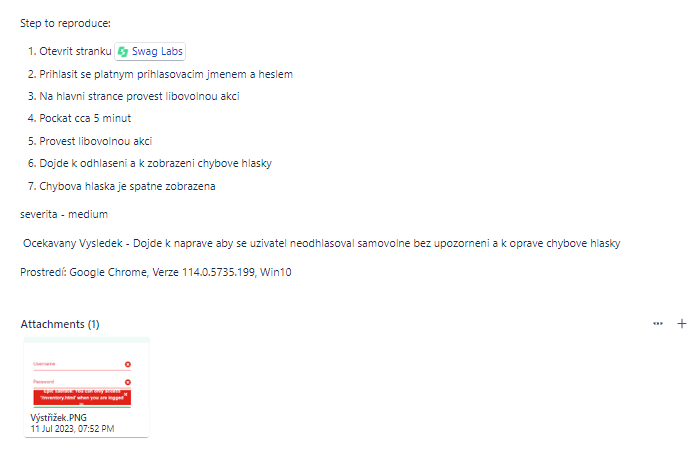 Step to reproduce:
1. Otevrit stranku Swag Labs
2. Prihlasit se platnym prihlasovacim jmenem a heslem
3. Na hlavni strance provest libovolnou akci
4. Pockat cca 5 minut
5. Provest libovolnou akci
6. Dojde k odhlaseni a k zobrazeni chybove hlasky
7. Chybova hlaska je spatne zobrazena
severita - medium
Ocekavany Vysledek - Dojde k naprave aby se uzivatel neodhlasoval samovolne bez upozorneni a k oprave chybove hlasky
Prostredí: Google Chrome, Verze 114.0.5735.199, Win10
Attachments (1)
Username
Password
'/inventory.html' when you are logged
Výstřižek.PNG
11 Jul 2023, 07:52 PM